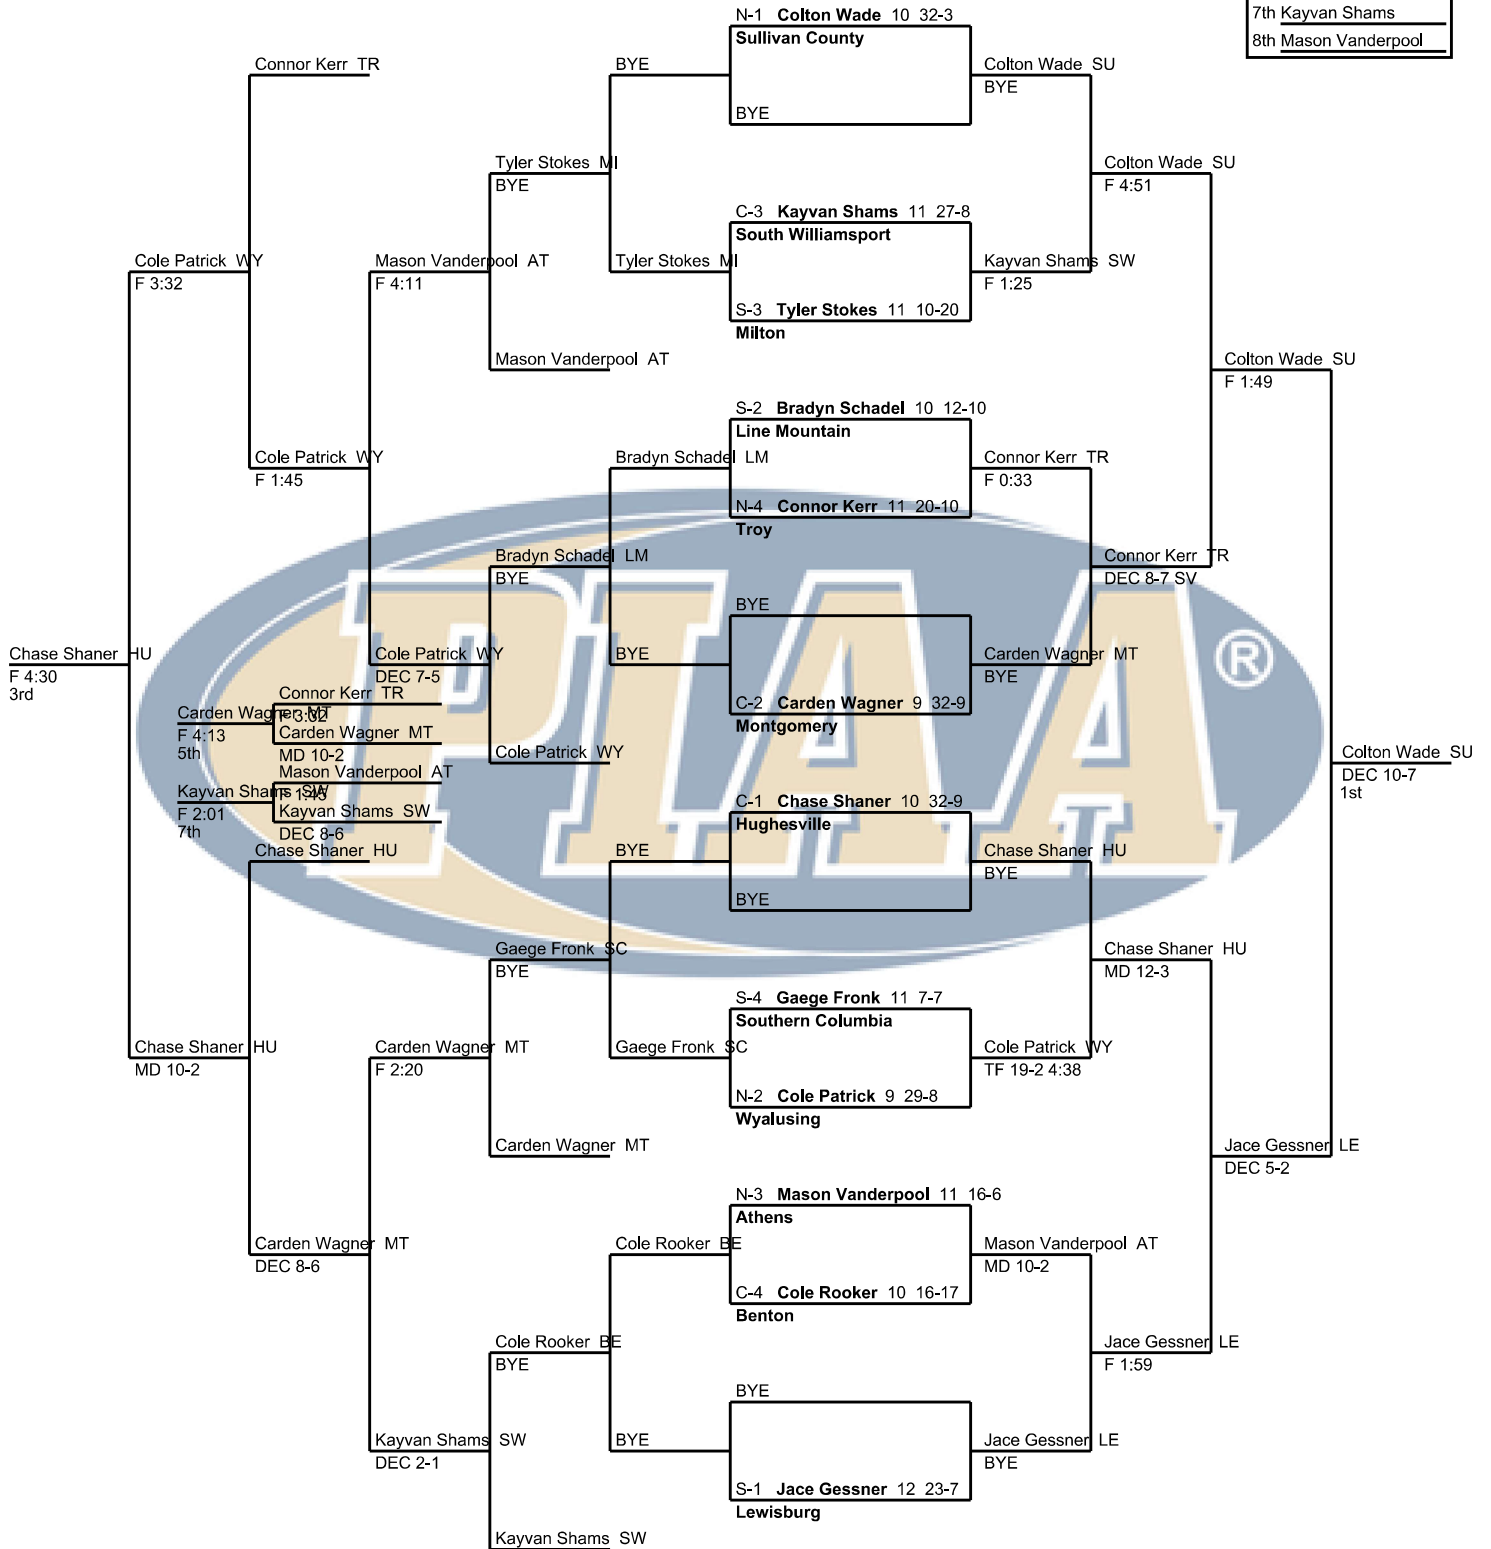 N-1 Colton Wade 10 32-3
7th Kayvan Shams
Sullivan County
8th Mason Vanderpool
Connor Kerr TR
BYE
Colton Wade SU
BYE
BYE
Tyler Stokes MI
BYE
Colton Wade SU
F 4:51
C-3 Kayvan Shams 11 27-8
South Williamsport
Cole Patrick WY
F 3:32
Mason Vanderpool AT
F 4:11
Tyler Stokes MI
Kayvan Shams SW
F 1:25
S-3 Tyler Stokes 11 10-20
Milton
Mason Vanderpool AT
Colton Wade SU
F 1:49
S-2 Bradyn Schadel 10 12-10
Line Mountain
Cole Patrick WY
F 1:45
Bradyn Schadel LM
Connor Kerr TR
F 0:33
N-4 Connor Kerr 11 20-10
Troy
Bradyn Schadel LM
BYE
Connor Kerr TR
DEC 8-7 SV
BYE
PIAA
®
Chase Shaner HU
F 4:30
3rd
Cole Patrick WY
DEC 7-5
BYE
Carden Wagner MT
BYE
Connor Kerr TR
F 3:32
Carden Wagner MT
F 4:13
5th
Carden Wagner MT
MD 10-2
C-2 Carden Wagner 9 32-9
Montgomery
Cole Patrick WY
Colton Wade SU
DEC 10-7
1st
Mason Vanderpool AT
F 1:45
Kayvan Shams SW
F 2:01
7th
Kayvan Shams SW
DEC 8-6
C-1 Chase Shaner 10 32-9
Hughesville
Chase Shaner HU
BYE
Chase Shaner HU
BYE
BYE
Gaege Fronk SC
BYE
Chase Shaner HU
MD 12-3
S-4 Gaege Fronk 11 7-7
Southern Columbia
Chase Shaner HU
MD 10-2
Carden Wagner MT
F 2:20
Gaege Fronk SC
Cole Patrick WY
TF 19-2 4:38
N-2 Cole Patrick 9 29-8
Wyalusing
Carden Wagner MT
Jace Gessner LE
DEC 5-2
N-3 Mason Vanderpool 11 16-6
Athens
Carden Wagner MT
DEC 8-6
Cole Rooker BE
Mason Vanderpool AT
MD 10-2
C-4 Cole Rooker 10 16-17
Benton
Cole Rooker BE
BYE
Jace Gessner LE
F 1:59
BYE
Kayvan Shams SW
DEC 2-1
BYE
Jace Gessner LE
BYE
S-1 Jace Gessner 12 23-7
Lewisburg
Kayvan Shams SW